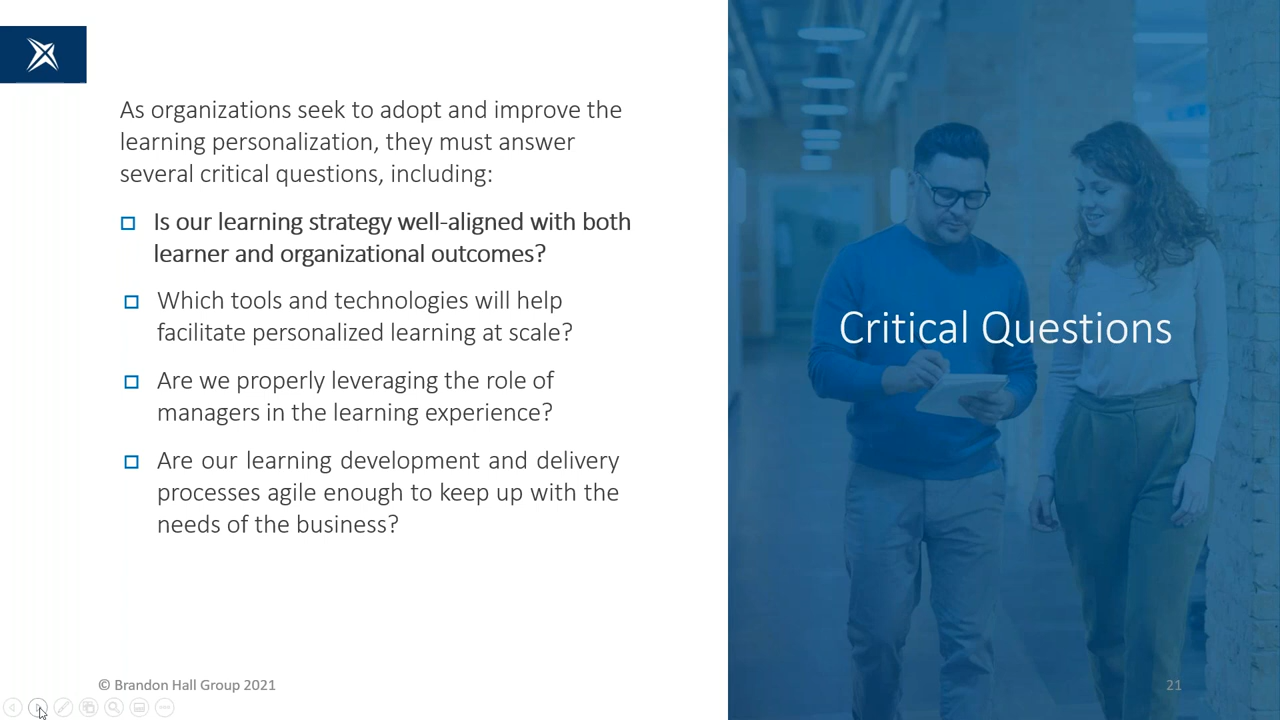 As organizations seek to adopt and improve the
learning personalization, they must answer
several critical questions, including:
Is our learning strategy well-aligned with both
learner and organizational outcomes?
Which tools and technologies will help
facilitate personalized learning at scale?
Are we properly leveraging the role of
managers in the learning experience?
Are our learning development and delivery
processes agile enough to keep up with the
needs of the business?
Critical Questions
© Brandon Hall Group 2021
21